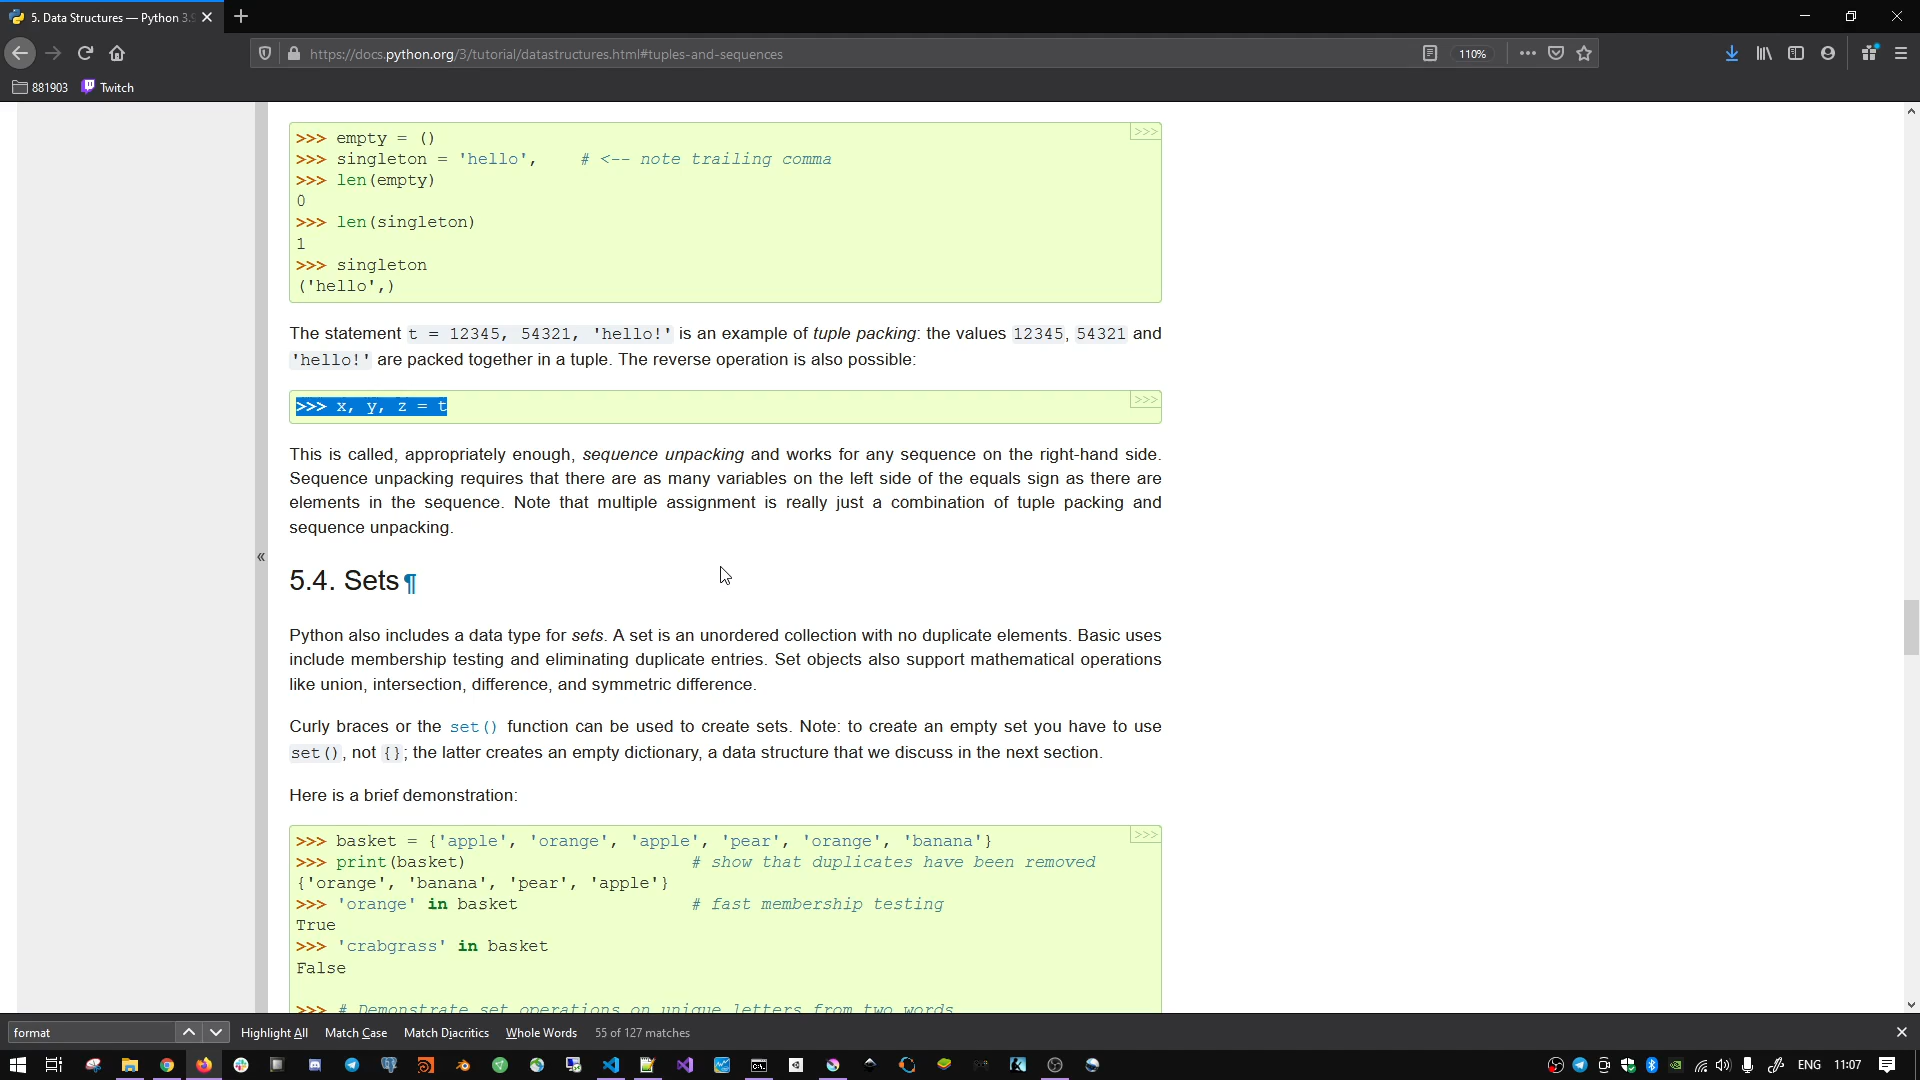 5. Data Structures — Python 3.9
https://docs.python.org/3/tutorial/datastructures.html#tuples-and-sequences
110%
881903
Twitch
>>> empty = ()
>>> singleton = 'hello',    # <-- note trailing comma
>>> len(empty)
0
>>> len(singleton)
1
>>> singleton
('hello',)
>>>
The statement t = 12345, 54321, 'hello!' is an example of tuple packing: the values 12345, 54321 and
'hello!' are packed together in a tuple. The reverse operation is also possible:
>>> x, y, z = t
>>>
This is called, appropriately enough, sequence unpacking and works for any sequence on the right-hand side.
Sequence unpacking requires that there are as many variables on the left side of the equals sign as there are
elements in the sequence. Note that multiple assignment is really just a combination of tuple packing and
sequence unpacking.
«
5.4. Sets¶
Python also includes a data type for sets. A set is an unordered collection with no duplicate elements. Basic uses
include membership testing and eliminating duplicate entries. Set objects also support mathematical operations
like union, intersection, difference, and symmetric difference.
Curly braces or the set() function can be used to create sets. Note: to create an empty set you have to use
set(), not {}; the latter creates an empty dictionary, a data structure that we discuss in the next section.
Here is a brief demonstration:
>>> basket = {'apple', 'orange', 'apple', 'pear', 'orange', 'banana'}
>>>
>>> print(basket)                      # show that duplicates have been removed
{'orange', 'banana', 'pear', 'apple'}
>>> 'orange' in basket                 # fast membership testing
True
>>> 'crabgrass' in basket
False
>>> # Demonstrate set operations on unique letters from two words
format
Highlight All
Match Case
Match Diacritics
Whole Words
55 of 127 matches
ENG
11:07